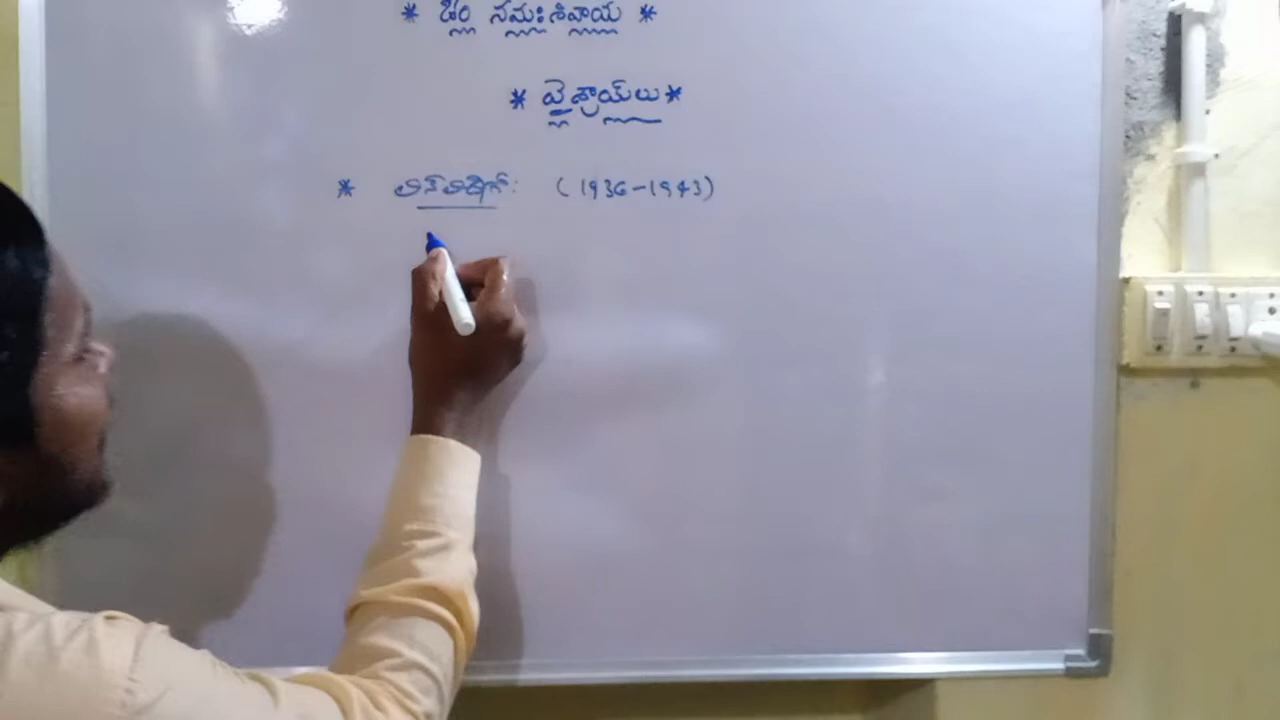 * ఓం నమః శివాయ *
* వైస్రాయ్‌లు *
* లిన్‌లిత్‌గో: (1936-1943)